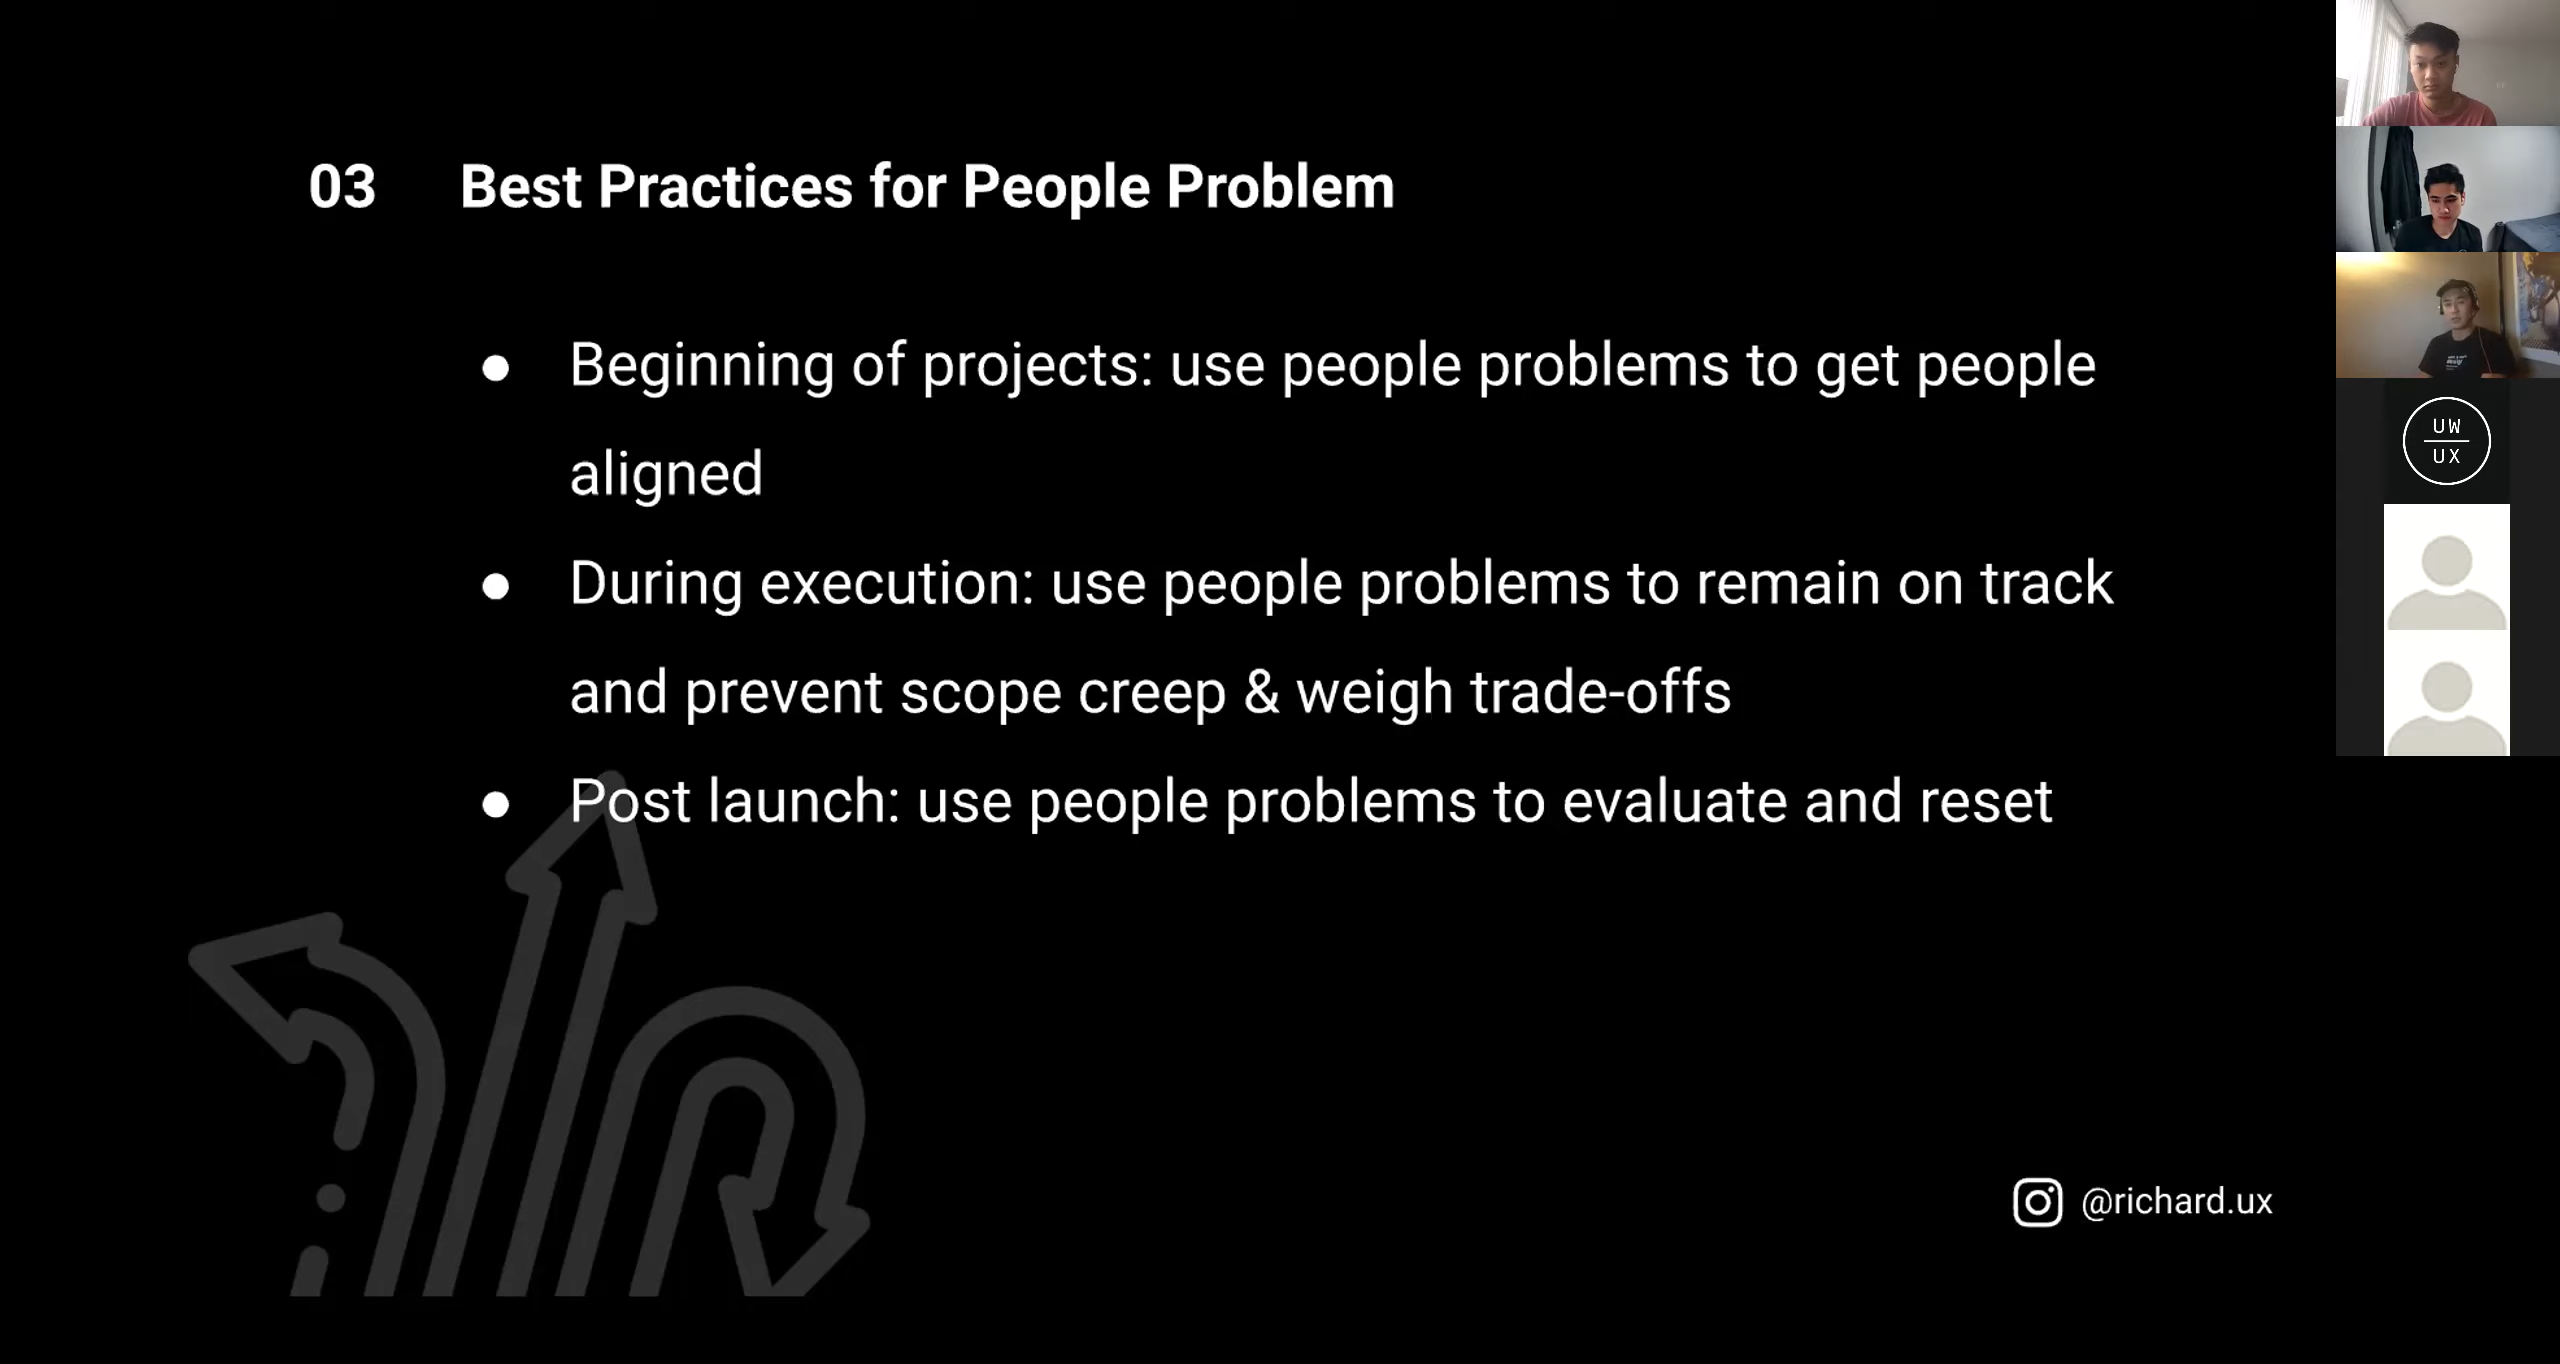 03 Best Practices for People Problem
● Beginning of projects: use people problems to get people
aligned
● During execution: use people problems to remain on track
and prevent scope creep & weigh trade-offs
● Post launch: use people problems to evaluate and reset
@richard.ux
UW
UX